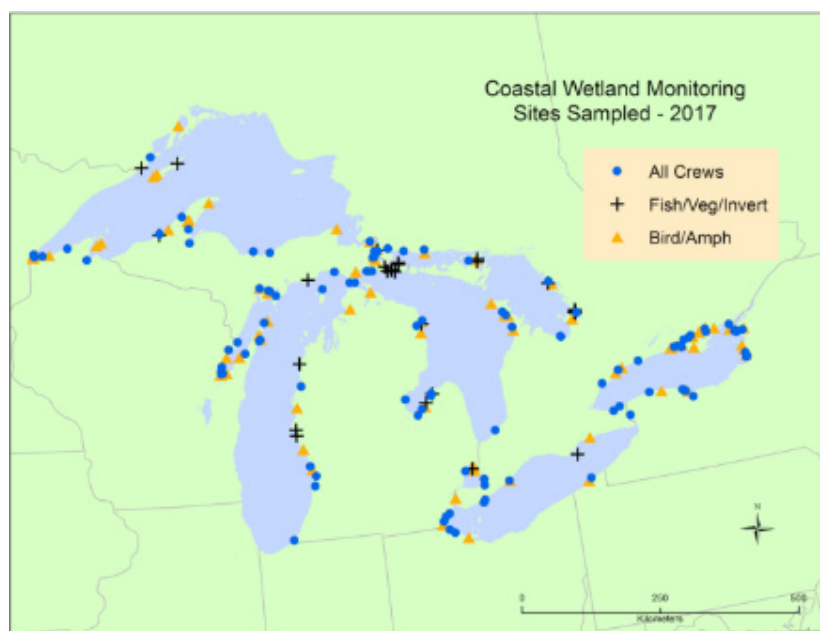 Coastal Wetland Monitoring
Sites Sampled - 2017
All Crews
Fish/Veg/Invert
Bird/Amph
N
0 250 500
Kilometers